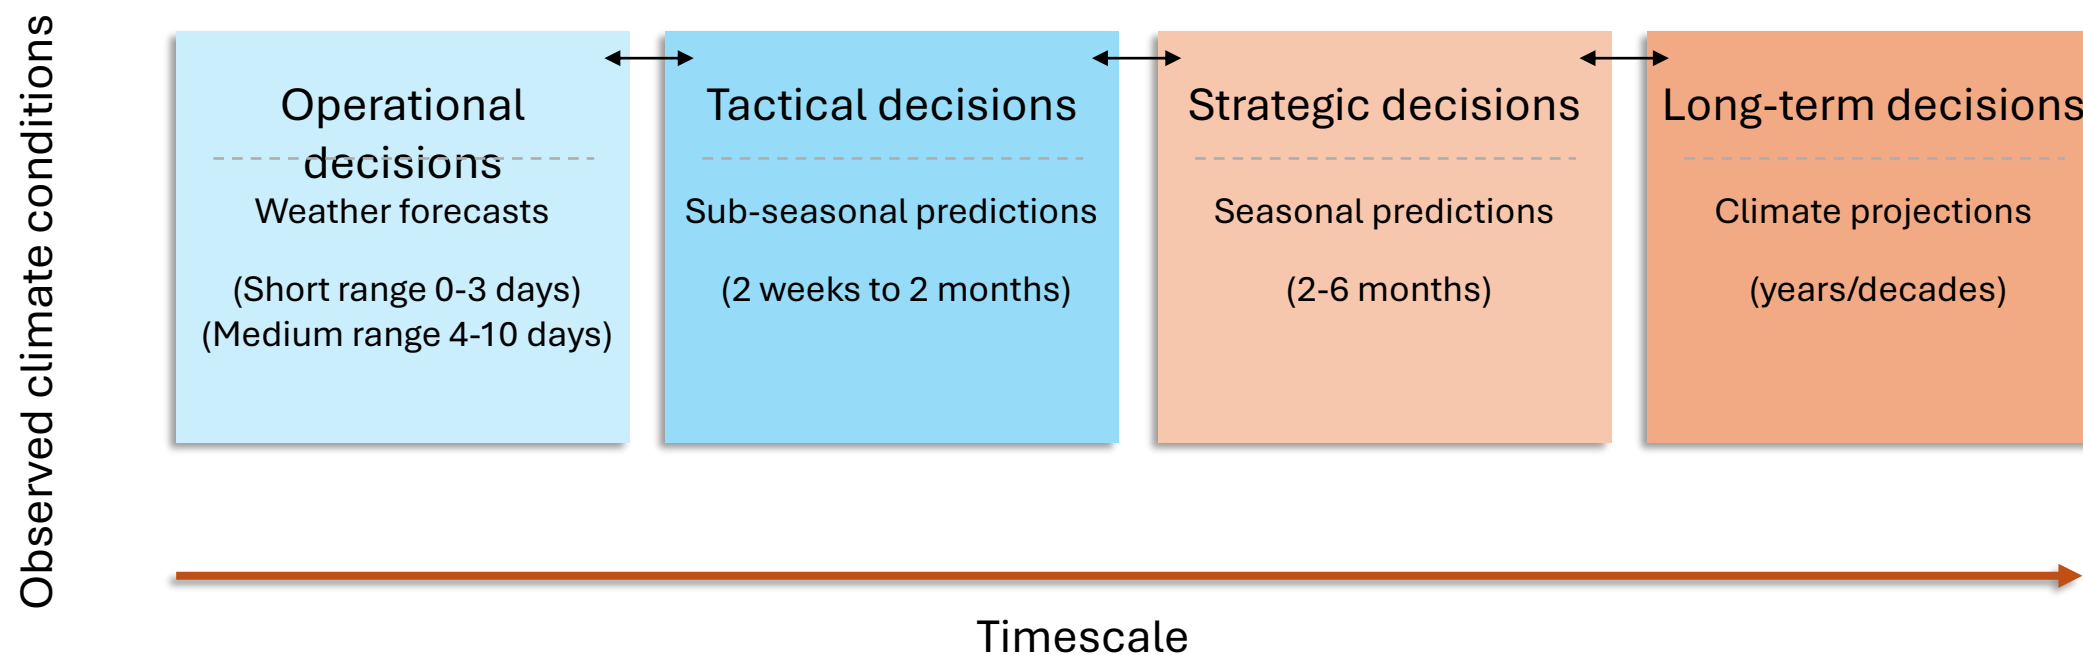 Observed climate conditions
Operational
decisions
Weather forecasts
(Short range 0-3 days)
(Medium range 4-10 days)
Tactical decisions
Sub-seasonal predictions
(2 weeks to 2 months)
Strategic decisions
Seasonal predictions
(2-6 months)
Long-term decisions
Climate projections
(years/decades)
Timescale